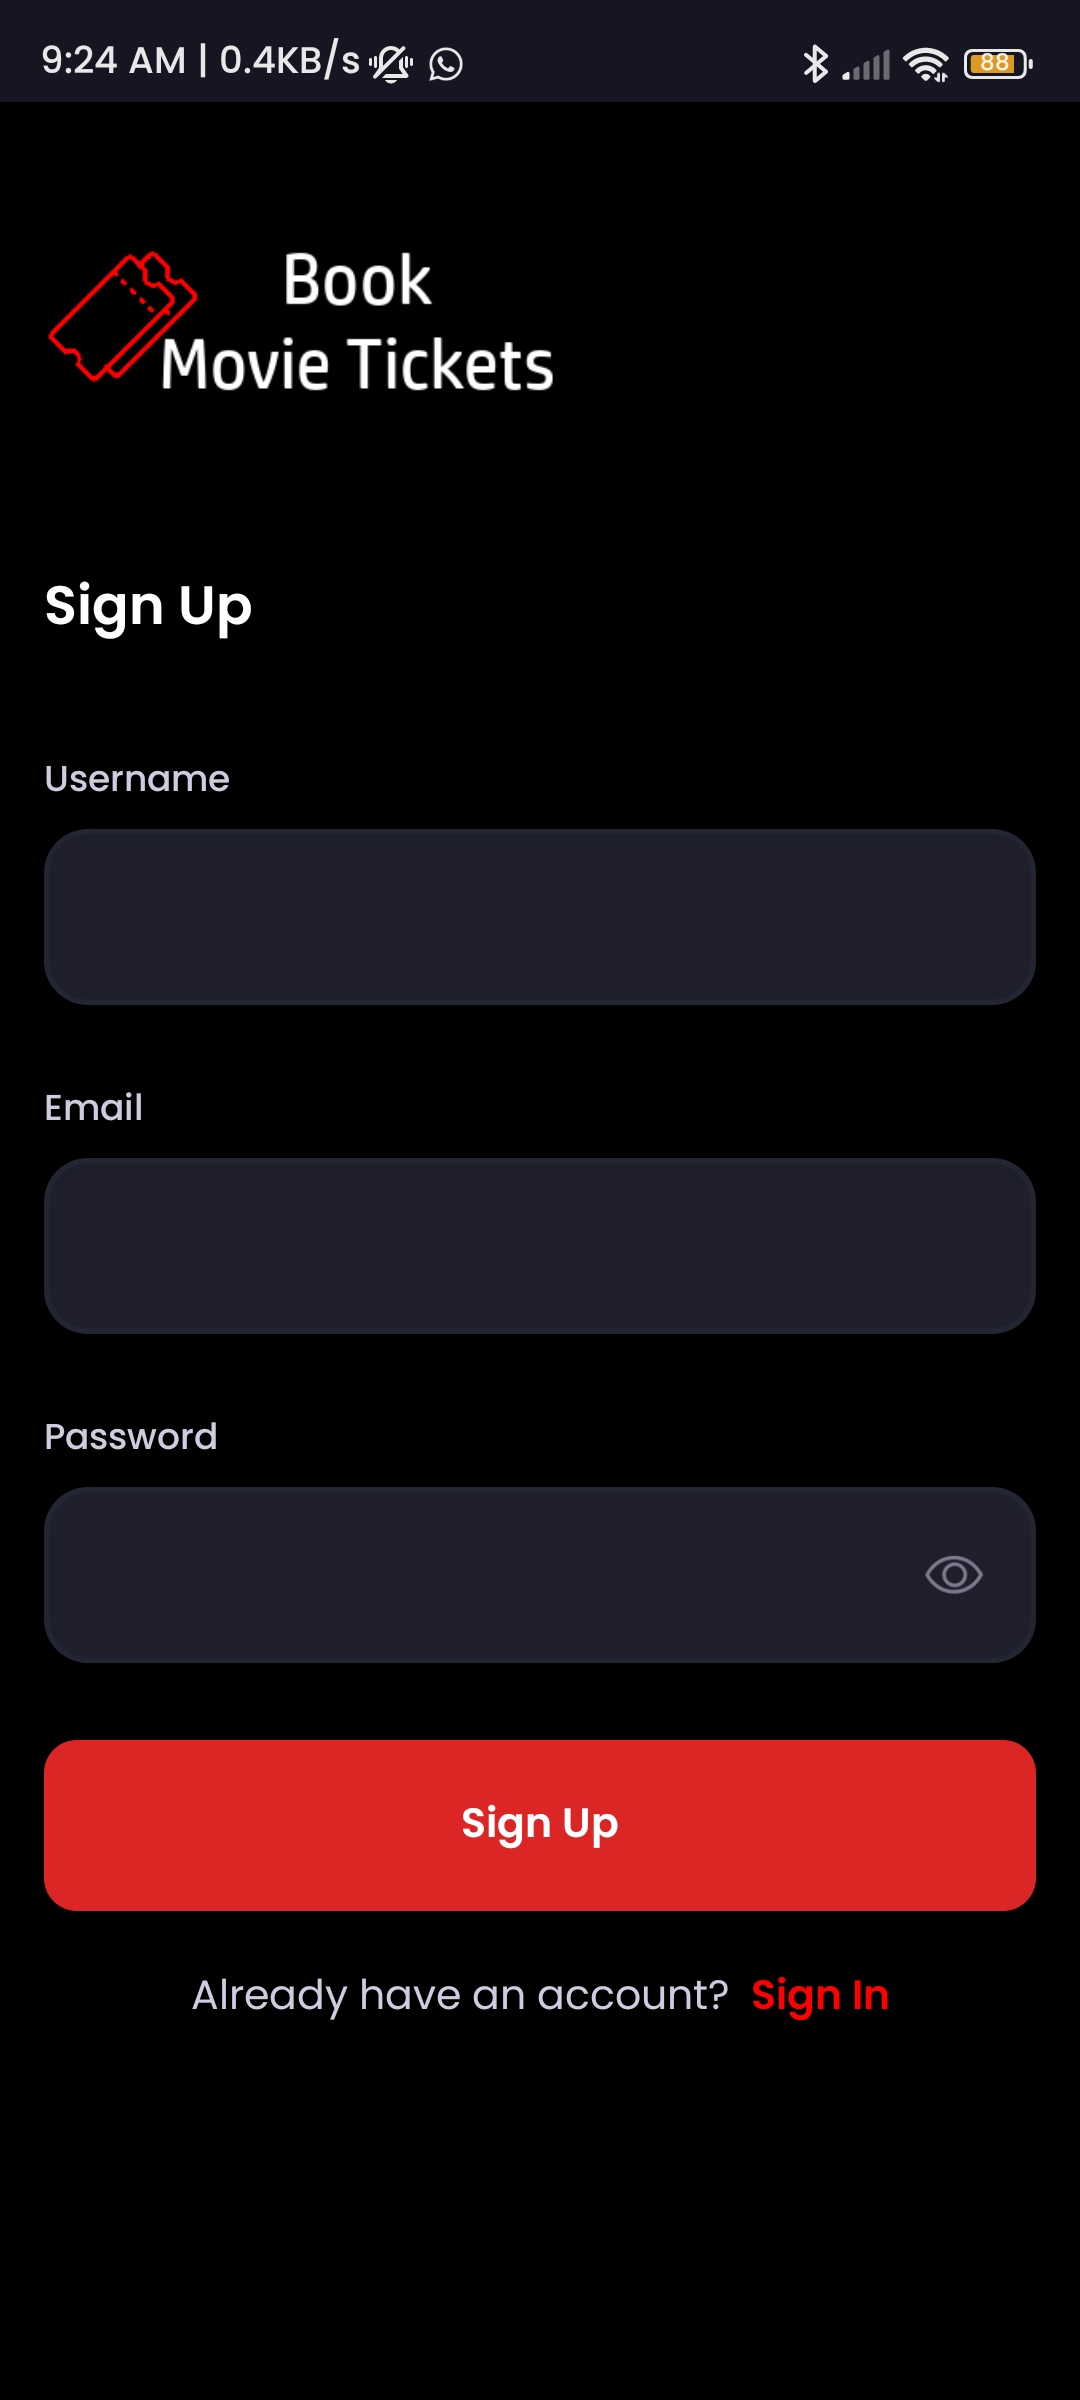 9:24 AM | 0.4KB/s
88
Book
Movie Tickets
Sign Up
Username
Email
Password
Sign Up
Already have an account? Sign In